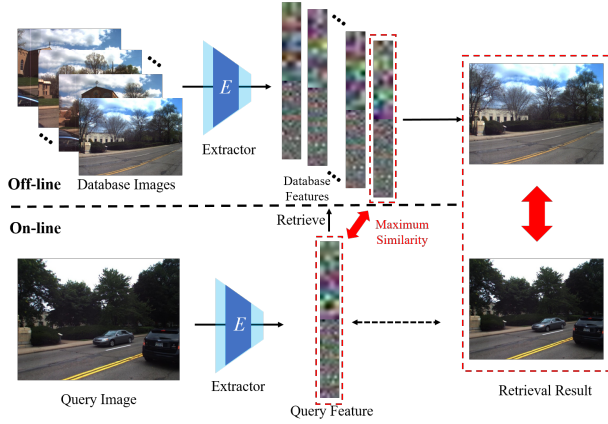 E
Extractor
Off-line
Database Images
Database
Features
On-line
Retrieve
Maximum
Similarity
E
Extractor
Query Image
Query Feature
Retrieval Result